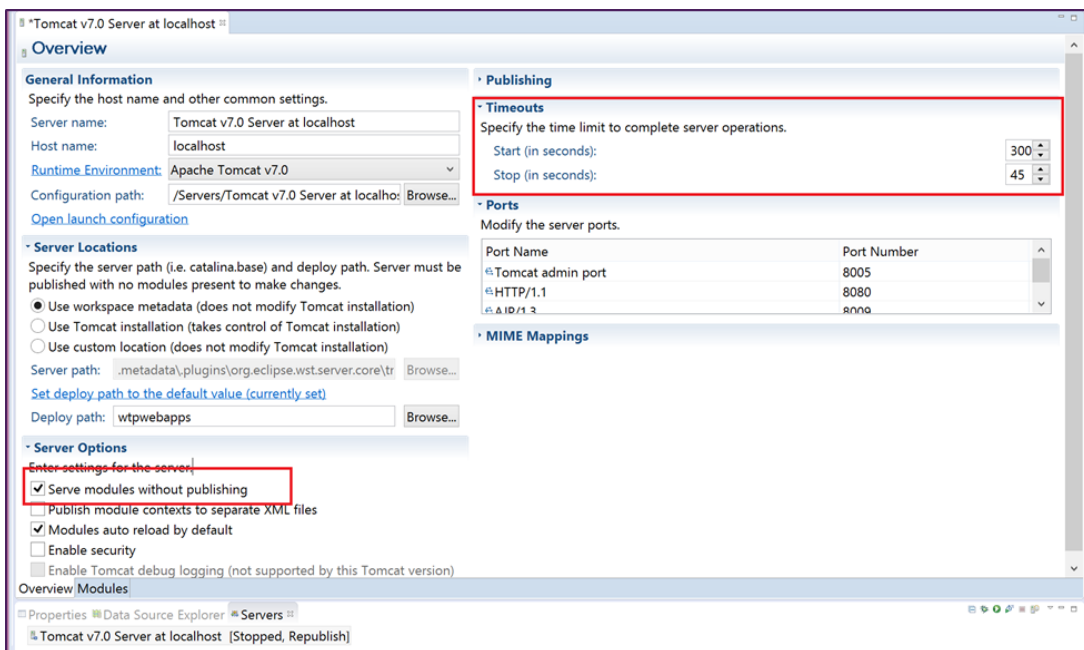 *Tomcat v7.0 Server at localhost
Overview
General Information
Specify the host name and other common settings.
Server name: Tomcat v7.0 Server at localhost
Host name: localhost
Runtime Environment: Apache Tomcat v7.0
Configuration path: /Servers/Tomcat v7.0 Server at localho: Browse...
Open launch configuration
Server Locations
Specify the server path (i.e. catalina.base) and deploy path. Server must be
published with no modules present to make changes.
Use workspace metadata (does not modify Tomcat installation)
Use Tomcat installation (takes control of Tomcat installation)
Use custom location (does not modify Tomcat installation)
Server path: .metadata\.plugins\org.eclipse.wst.server.core\tr Browse...
Set deploy path to the default value (currently set)
Deploy path: wtpwebapps Browse...
Server Options
Enter settings for the server.
Serve modules without publishing
Publish module contexts to separate XML files
Modules auto reload by default
Enable security
Enable Tomcat debug logging (not supported by this Tomcat version)
Publishing
Timeouts
Specify the time limit to complete server operations.
Start (in seconds): 300
Stop (in seconds): 45
Ports
Modify the server ports.
Port Name Port Number
Tomcat admin port 8005
HTTP/1.1 8080
AJP/1.3 8009
MIME Mappings
Overview Modules
Properties Data Source Explorer Servers
Tomcat v7.0 Server at localhost [Stopped, Republish]